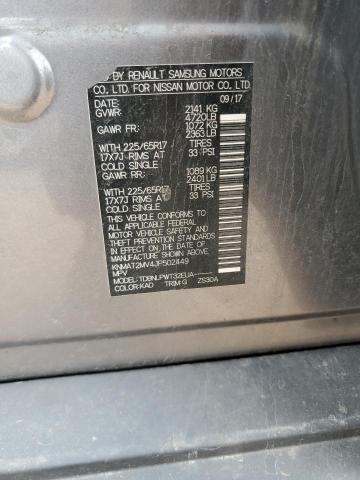 BY RENAULT SAMSUNG MOTORS
CO., LTD. FOR NISSAN MOTOR CO., LTD.
DATE: 09/17
GVWR: 2141 KG
4720LB
GAWR FR: 1072 KG
2363LB
WITH 225/65R17 TIRES
17X7J RIMS AT 33 PSI
COLD SINGLE
GAWR RR: 1089 KG
2401LB
WITH 225/65R17 TIRES
17X7J RIMS AT 33 PSI
COLD SINGLE
THIS VEHICLE CONFORMS TO
ALL APPLICABLE FEDERAL
MOTOR VEHICLE SAFETY AND
THEFT PREVENTION STANDARDS
IN EFFECT ON THE DATE OF
MANUFACTURE SHOWN ABOVE.
KNMAT2MV4JP502449
MPV
MODEL: TDBNLPWT32EUA-----
COLOR: KAD TRIM: G ZS30A